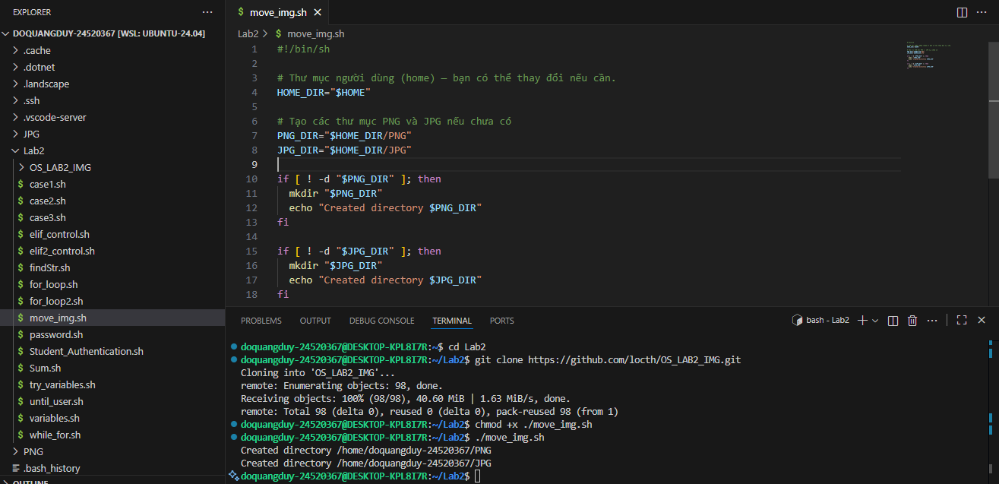 EXPLORER
DOQUANGDUY-24520367 [WSL: UBUNTU-24.04]
.cache
.dotnet
.landscape
.ssh
.vscode-server
JPG
Lab2
OS_LAB2_IMG
$ case1.sh
$ case2.sh
$ case3.sh
$ elif_control.sh
$ elif2_control.sh
$ findStr.sh
$ for_loop.sh
$ for_loop2.sh
$ move_img.sh
$ password.sh
$ Student_Authentication.sh
$ Sum.sh
$ try_variables.sh
$ until_user.sh
$ variables.sh
$ while_for.sh
PNG
.bash_history
OUTLINE
$ move_img.sh
Lab2 > $ move_img.sh
1 #!/bin/sh
2
3 # Thư mục người dùng (home) — bạn có thể thay đổi nếu cần.
4 HOME_DIR="$HOME"
5
6 # Tạo các thư mục PNG và JPG nếu chưa có
7 PNG_DIR="$HOME_DIR/PNG"
8 JPG_DIR="$HOME_DIR/JPG"
9
10 if [ ! -d "$PNG_DIR" ]; then
11 mkdir "$PNG_DIR"
12 echo "Created directory $PNG_DIR"
13 fi
14
15 if [ ! -d "$JPG_DIR" ]; then
16 mkdir "$JPG_DIR"
17 echo "Created directory $JPG_DIR"
18 fi
PROBLEMS OUTPUT DEBUG CONSOLE TERMINAL PORTS bash - Lab2
doquangduy-24520367@DESKTOP-KPL8I7R:~$ cd Lab2
doquangduy-24520367@DESKTOP-KPL8I7R:~/Lab2$ git clone https://github.com/locth/OS_LAB2_IMG.git
Cloning into 'OS_LAB2_IMG'...
remote: Enumerating objects: 98, done.
Receiving objects: 100% (98/98), 40.60 MiB | 1.63 MiB/s, done.
remote: Total 98 (delta 0), reused 0 (delta 0), pack-reused 98 (from 1)
doquangduy-24520367@DESKTOP-KPL8I7R:~/Lab2$ chmod +x ./move_img.sh
doquangduy-24520367@DESKTOP-KPL8I7R:~/Lab2$ ./move_img.sh
Created directory /home/doquangduy-24520367/PNG
Created directory /home/doquangduy-24520367/JPG
doquangduy-24520367@DESKTOP-KPL8I7R:~/Lab2$